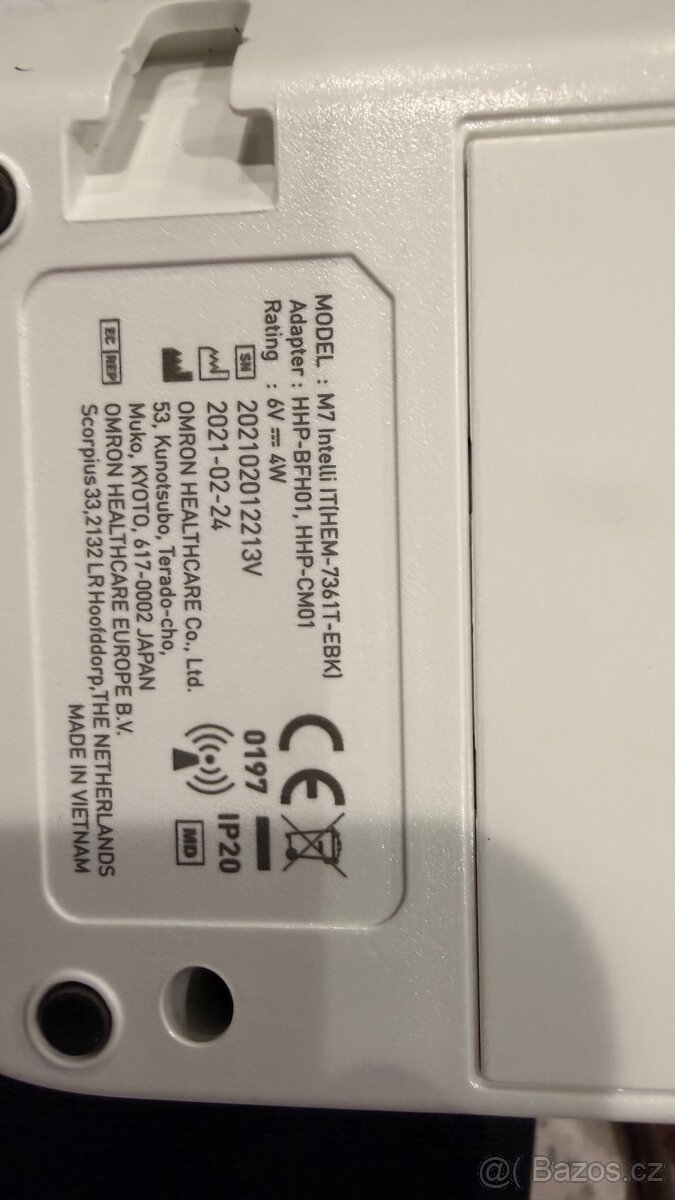 MODEL : M7 Intelli IT(HEM-7361T-EBK)
Adapter : HHP-BFH01, HHP-CM01
Rating : 6V ⎓ 4W
SN 202102012213V
2021-02-24
OMRON HEALTHCARE Co., Ltd.
53, Kunotsubo, Terado-cho,
Muko, KYOTO, 617-0002 JAPAN
EC REP OMRON HEALTHCARE EUROPE B.V.
Scorpius 33, 2132 LR Hoofddorp, THE NETHERLANDS
MADE IN VIETNAM
CE
0197
IP20
MD
@( Bazos.cz